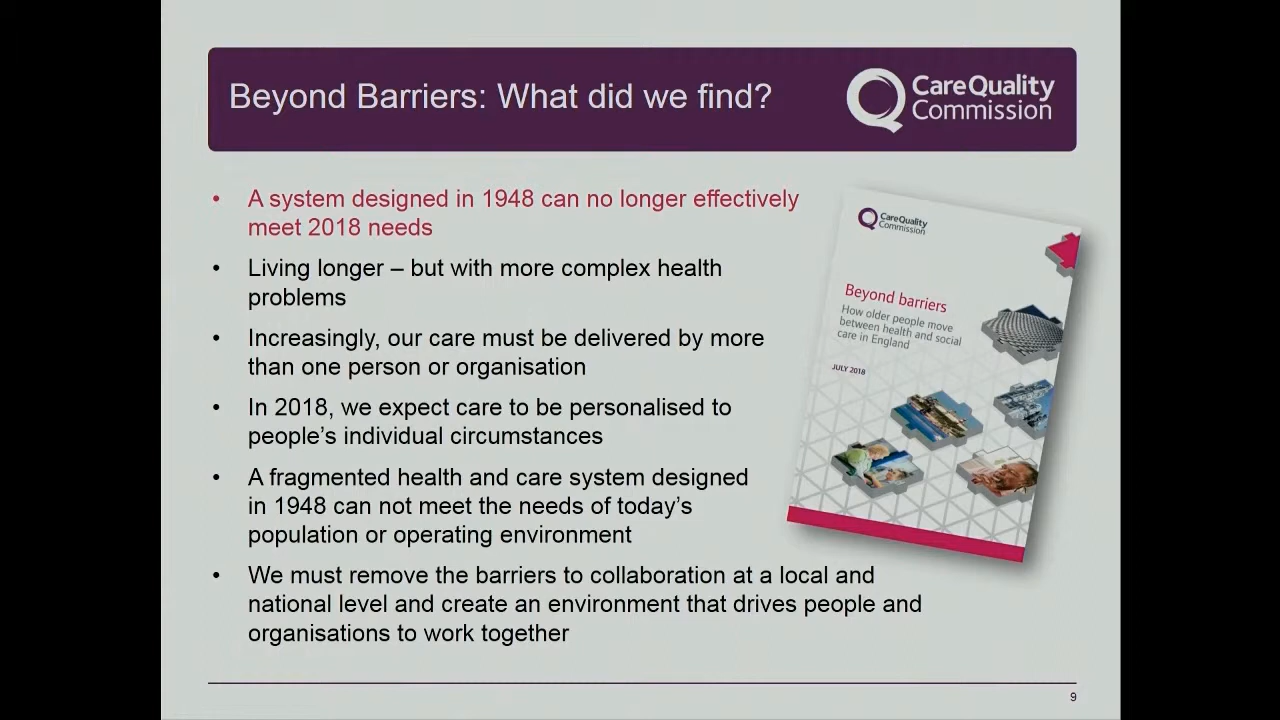 Beyond Barriers: What did we find?
CareQuality
Commission
• A system designed in 1948 can no longer effectively
meet 2018 needs
• Living longer – but with more complex health
problems
• Increasingly, our care must be delivered by more
than one person or organisation
• In 2018, we expect care to be personalised to
people’s individual circumstances
• A fragmented health and care system designed
in 1948 can not meet the needs of today’s
population or operating environment
• We must remove the barriers to collaboration at a local and
national level and create an environment that drives people and
organisations to work together
CareQuality
Commission
Beyond barriers
How older people move
between health and social
care in England
JULY 2018
9